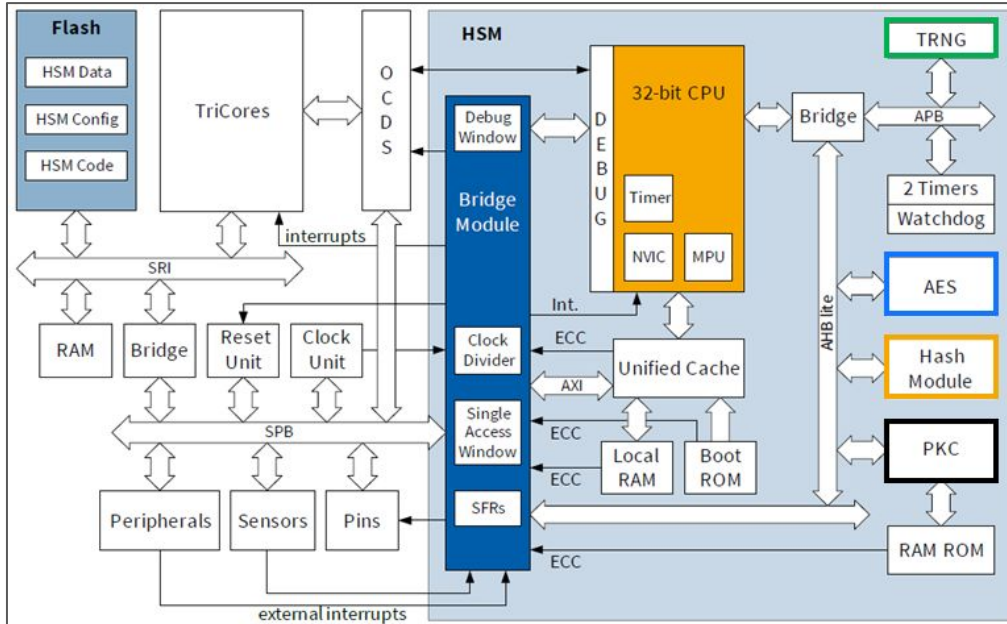 Flash
HSM Data
HSM Config
HSM Code
TriCores
O
C
D
S
HSM
Debug
Window
Bridge
Module
D
E
B
U
G
32-bit CPU
Timer
NVIC
MPU
Bridge
TRNG
APB
2 Timers
Watchdog
interrupts
SRI
RAM
Bridge
Reset
Unit
Clock
Unit
Int.
ECC
Clock
Divider
AXI
Unified Cache
AHB lite
AES
Hash
Module
SPB
Single
Access
Window
ECC
ECC
Local
RAM
Boot
ROM
PKC
Peripherals
Sensors
Pins
SFRs
ECC
RAM ROM
external interrupts